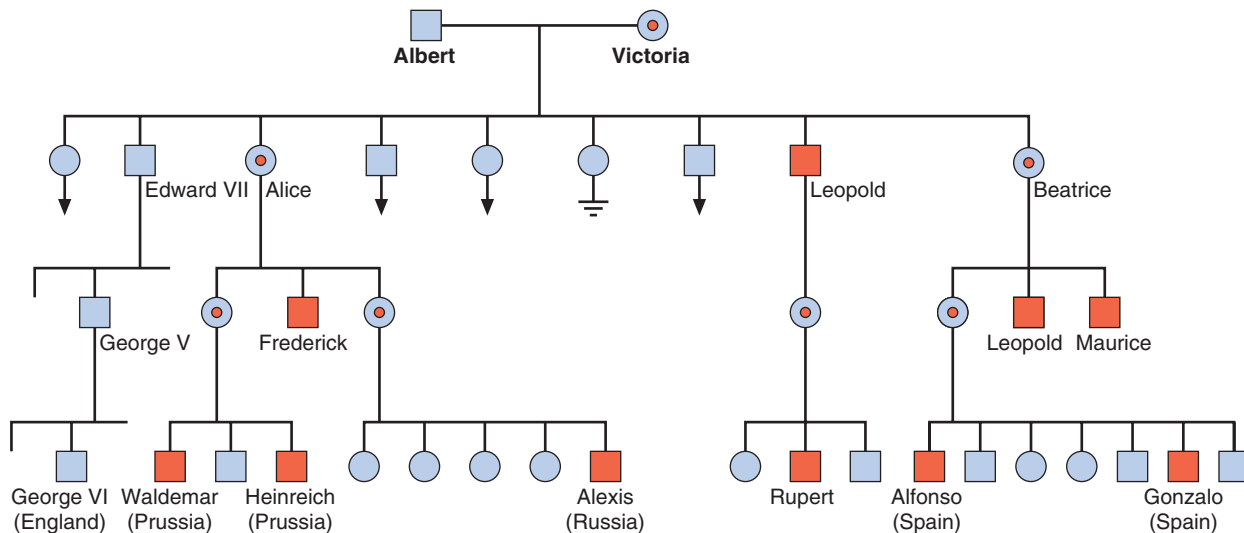 Albert
Victoria
Edward VII
Alice
Leopold
Beatrice
George V
Frederick
Leopold
Maurice
George VI
(England)
Waldemar
(Prussia)
Heinreich
(Prussia)
Alexis
(Russia)
Rupert
Alfonso
(Spain)
Gonzalo
(Spain)